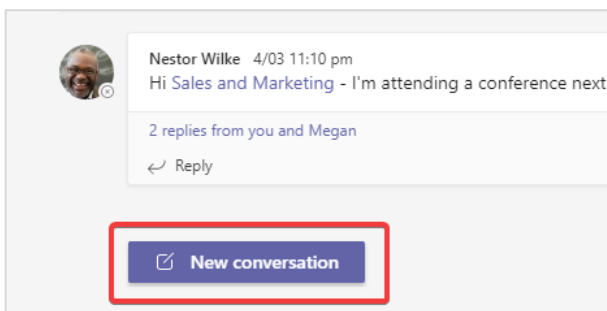 Nestor Wilke 4/03 11:10 pm
Hi Sales and Marketing - I'm attending a conference next
2 replies from you and Megan
Reply
New conversation